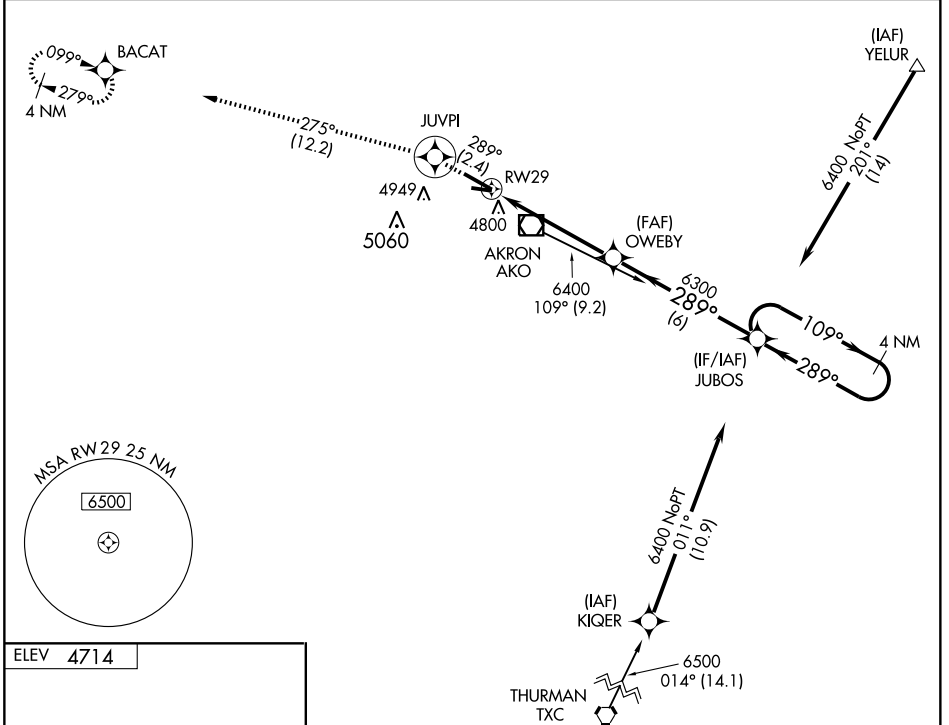 099°
BACAT
279°
4 NM
(IAF)
YELUR
275°
(12.2)
JUVPI
289°
(2.4)
RW29
4949
4800
5060
6400 NoPT
201°
(14)
AKRON
AKO
(FAF)
OWEBY
6400
109° (9.2)
6300
289°
(6)
109°
4 NM
289°
(IF/IAF)
JUBOS
MSA RW29 25 NM
6500
6400 NoPT
011°
(10.9)
(IAF)
KIQER
6500
014° (14.1)
THURMAN
TXC
ELEV 4714